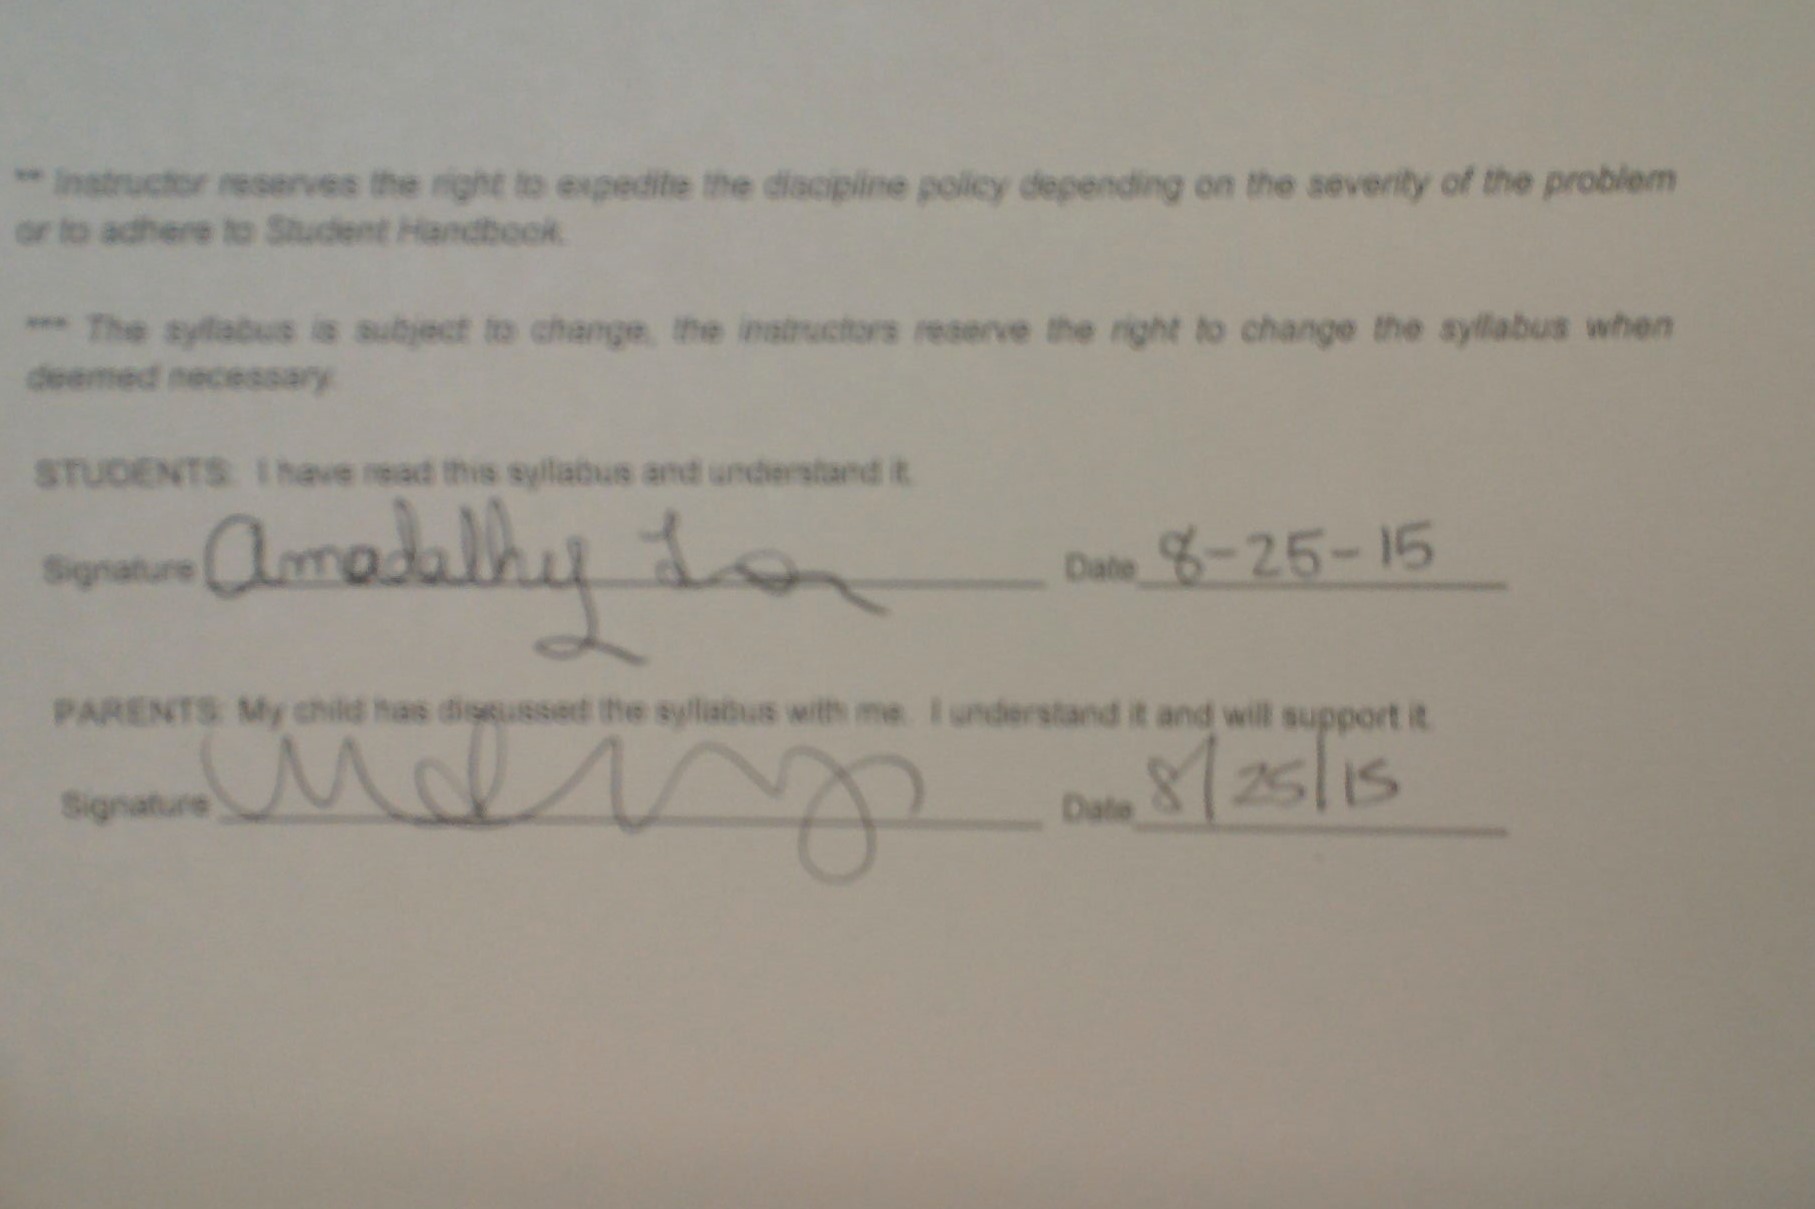 ** Instructor reserves the right to expedite the discipline policy depending on the severity of the problem
or to adhere to Student Handbook.
*** The syllabus is subject to change, the instructors reserve the right to change the syllabus when
deemed necessary.
STUDENTS: I have read this syllabus and understand it.
Signature Date 8-25-15
PARENTS: My child has discussed the syllabus with me. I understand it and will support it.
Signature Date 8/25/15